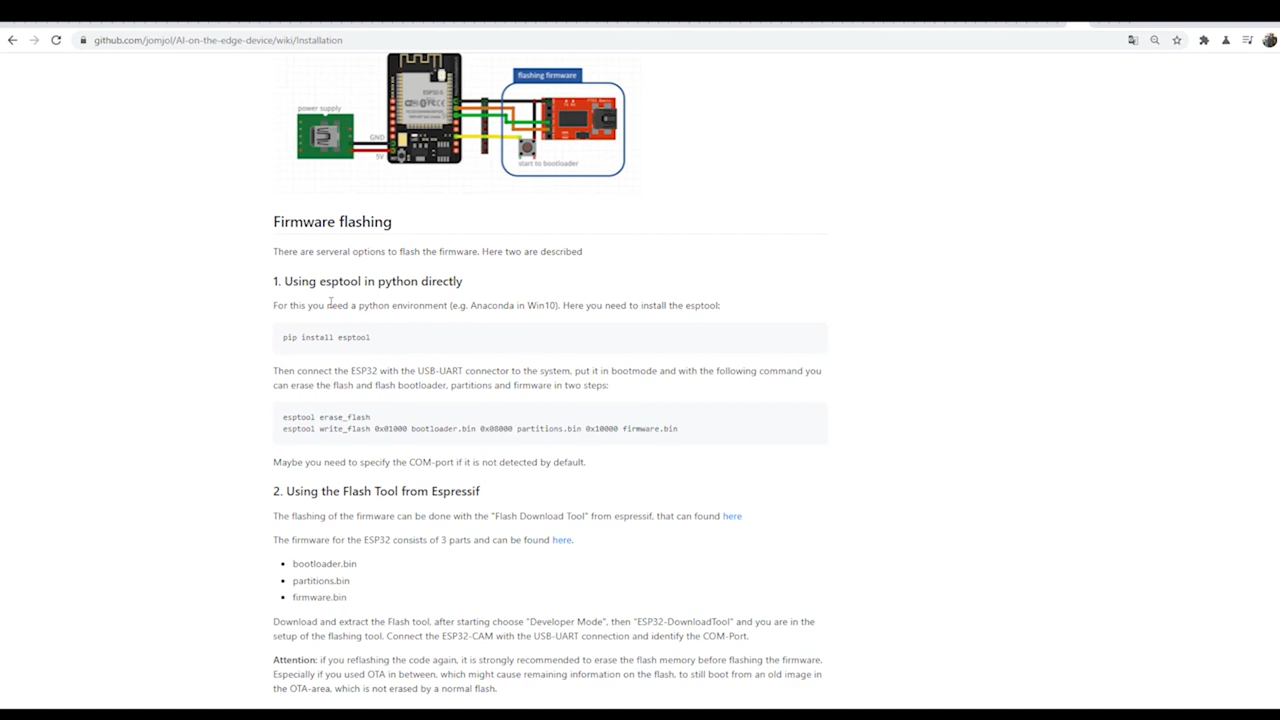 github.com/jomjol/AI-on-the-edge-device/wiki/Installation
flashing firmware
power supply
GND
5V
start to bootloader
Firmware flashing
There are serveral options to flash the firmware. Here two are described
1. Using esptool in python directly
For this you need a python environment (e.g. Anaconda in Win10). Here you need to install the esptool:
pip install esptool
Then connect the ESP32 with the USB-UART connector to the system, put it in bootmode and with the following command you
can erase the flash and flash bootloader, partitions and firmware in two steps:
esptool erase_flash
esptool write_flash 0x01000 bootloader.bin 0x08000 partitions.bin 0x10000 firmware.bin
Maybe you need to specify the COM-port if it is not detected by default.
2. Using the Flash Tool from Espressif
The flashing of the firmware can be done with the "Flash Download Tool" from espressif, that can found here
The firmware for the ESP32 consists of 3 parts and can be found here.
bootloader.bin
partitions.bin
firmware.bin
Download and extract the Flash tool, after starting choose "Developer Mode", then "ESP32-DownloadTool" and you are in the
setup of the flashing tool. Connect the ESP32-CAM with the USB-UART connection and identify the COM-Port.
Attention: if you reflashing the code again, it is strongly recommended to erase the flash memory before flashing the firmware.
Especially if you used OTA in between, which might cause remaining information on the flash, to still boot from an old image in
the OTA-area, which is not erased by a normal flash.